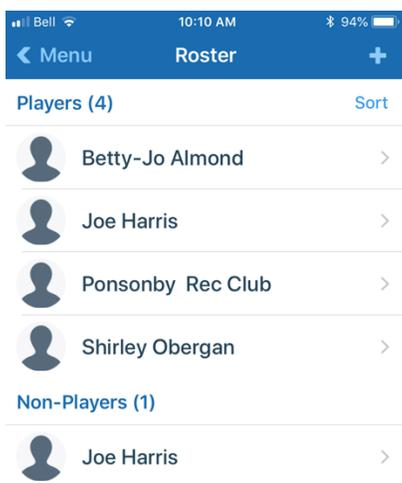 Bell 10:10 AM 94%
Menu Roster +
Players (4) Sort
Betty-Jo Almond
Joe Harris
Ponsonby  Rec Club
Shirley Obergan
Non-Players (1)
Joe Harris